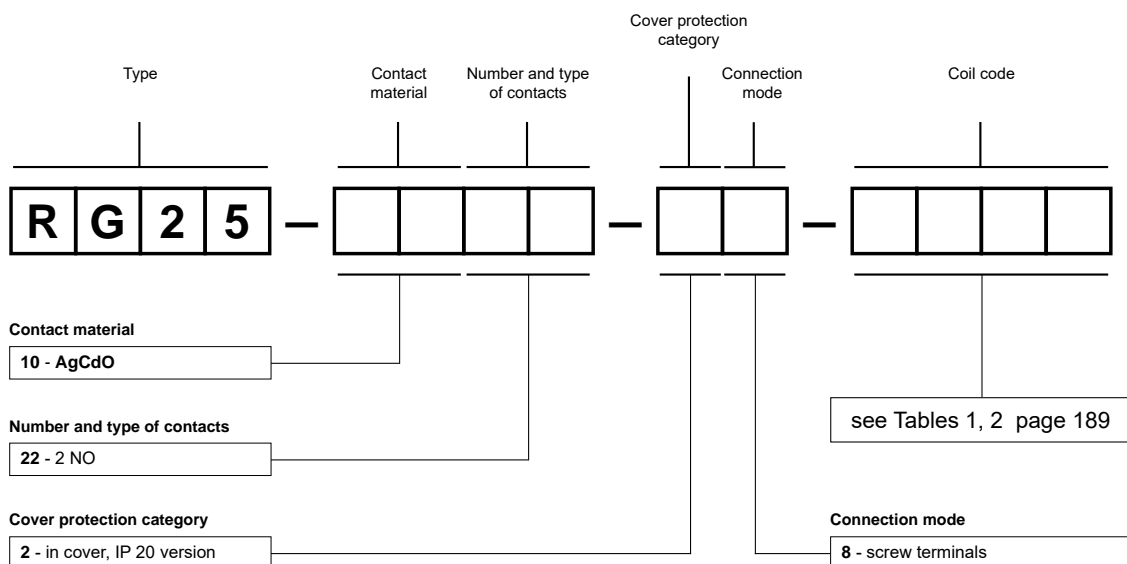 Cover protection
category
Type
Contact
material
Number and type
of contacts
Connection
mode
Coil code
R G 2 5 – – –
Contact material
10 - AgCdO
Number and type of contacts
22 - 2 NO
see Tables 1, 2 page 189
Cover protection category
2 - in cover, IP 20 version
Connection mode
8 - screw terminals